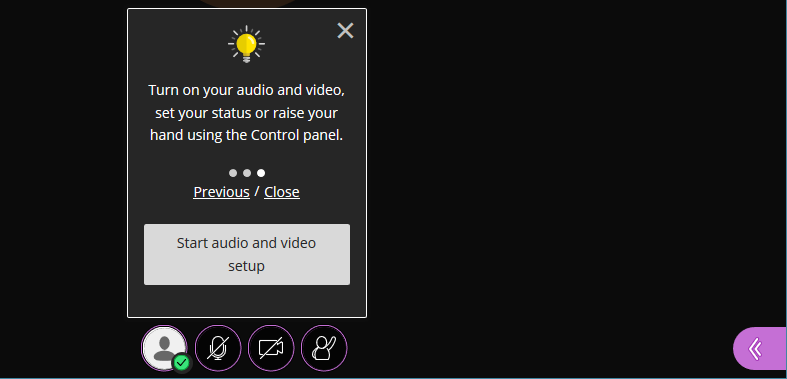 Turn on your audio and video,
set your status or raise your
hand using the Control panel.
Previous / Close
Start audio and video
setup